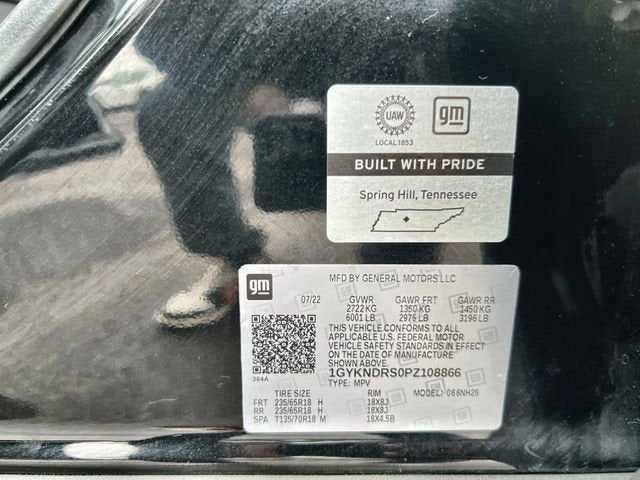 UAW
gm
LOCAL 1853
BUILT WITH PRIDE
Spring Hill, Tennessee
gm
MFD BY GENERAL MOTORS LLC
07/22 GVWR GAWR FRT GAWR RR
2722 KG 1350 KG 1450 KG
6001 LB 2976 LB 3196 LB
THIS VEHICLE CONFORMS TO ALL
APPLICABLE U.S. FEDERAL MOTOR
VEHICLE SAFETY STANDARDS IN EFFECT
ON THE DATE OF MANUFACTURE
SHOWN ABOVE.
1GYKNDRS0PZ108866
384A TYPE: MPV
TIRE SIZE RIM MODEL: 066NH26
FRT 235/65R18 H 18X8J
RR 235/65R18 H 18X8J
SPA T135/70R18 M 18X4.5B